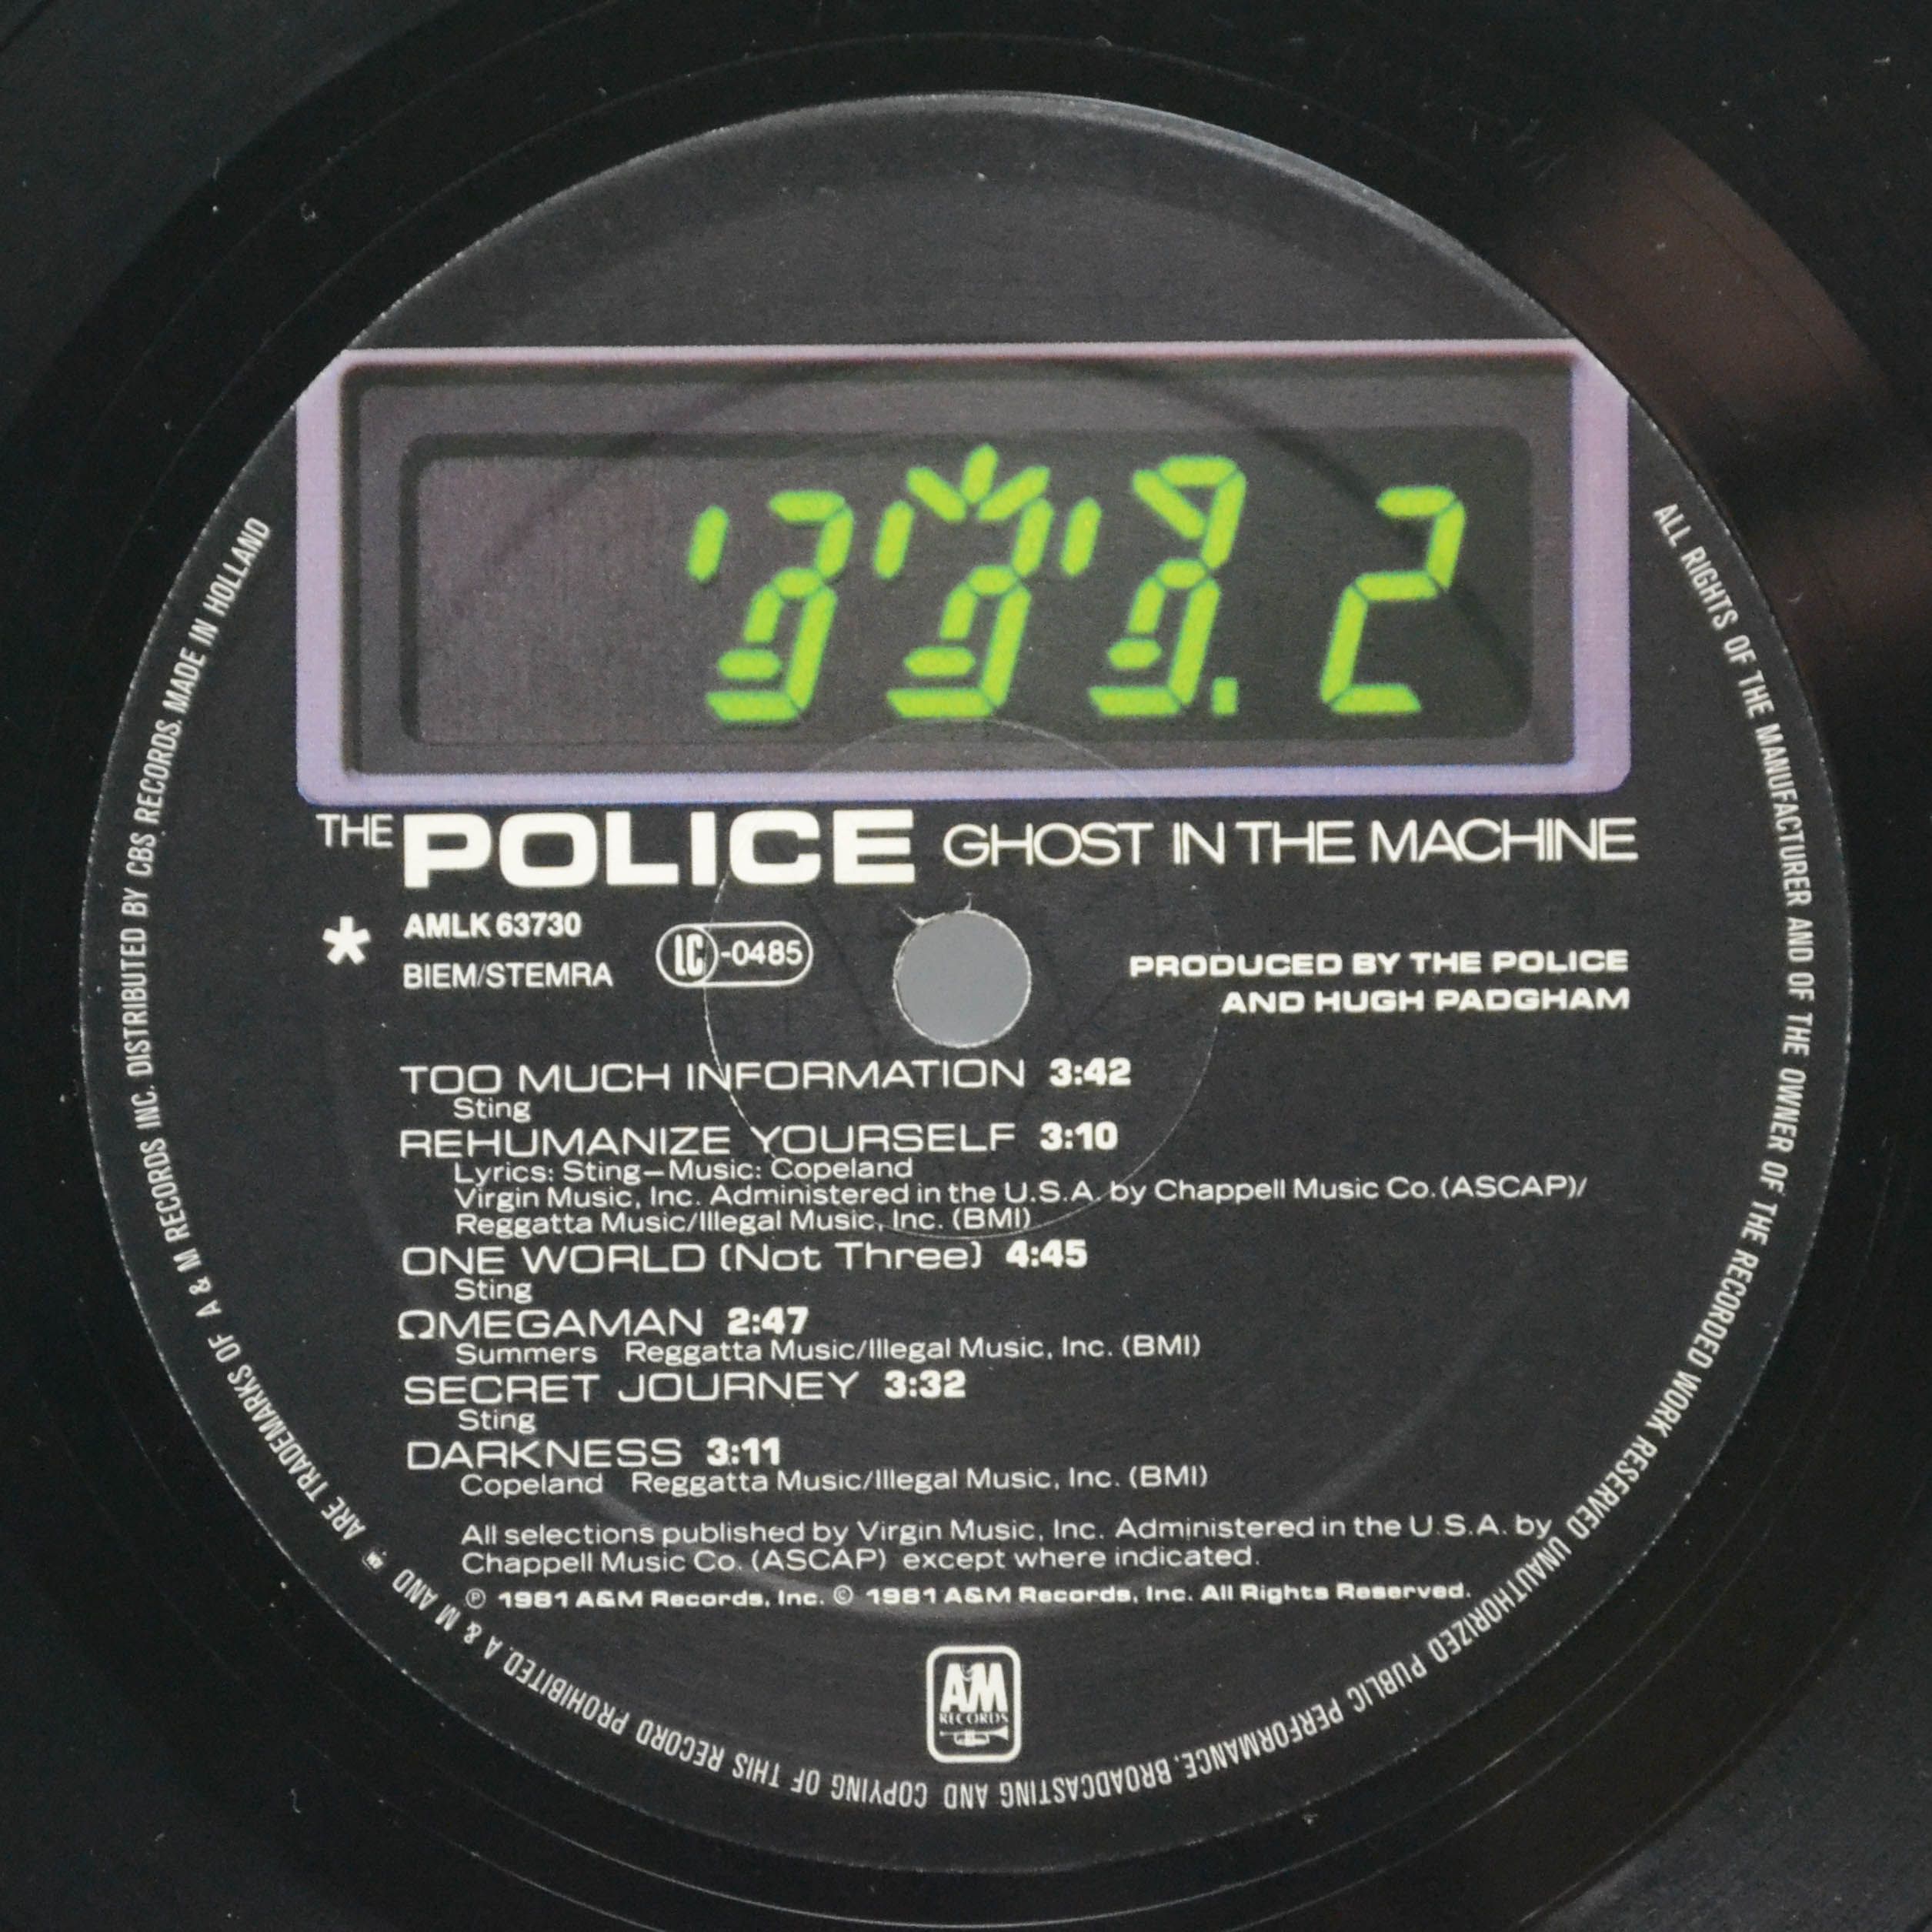 .2
THE POLICE GHOST IN THE MACHINE
* AMLK 63730
BIEM/STEMRA
LC-0485
PRODUCED BY THE POLICE
AND HUGH PADGHAM
TOO MUCH INFORMATION 3:42
Sting
REHUMANIZE YOURSELF 3:10
Lyrics: Sting–Music: Copeland
Virgin Music, Inc. Administered in the U.S.A. by Chappell Music Co.(ASCAP)/
Reggatta Music/Illegal Music, Inc. (BMI)
ONE WORLD (Not Three) 4:45
Sting
ΩMEGAMAN 2:47
Summers Reggatta Music/Illegal Music, Inc. (BMI)
SECRET JOURNEY 3:32
Sting
DARKNESS 3:11
Copeland Reggatta Music/Illegal Music, Inc. (BMI)
All selections published by Virgin Music, Inc. Administered in the U.S.A. by
Chappell Music Co. (ASCAP) except where indicated.
℗ 1981 A&M Records, Inc. © 1981 A&M Records, Inc. All Rights Reserved.
A&M
RECORDS
ALL RIGHTS OF THE MANUFACTURER AND OF THE OWNER OF THE RECORDED WORK RESERVED UNAUTHORIZED PUBLIC PERFORMANCE, BROADCASTING AND COPYING OF THIS RECORD PROHIBITED. A & M AND ARE TRADEMARKS OF A & M RECORDS INC. DISTRIBUTED BY CBS RECORDS. MADE IN HOLLAND